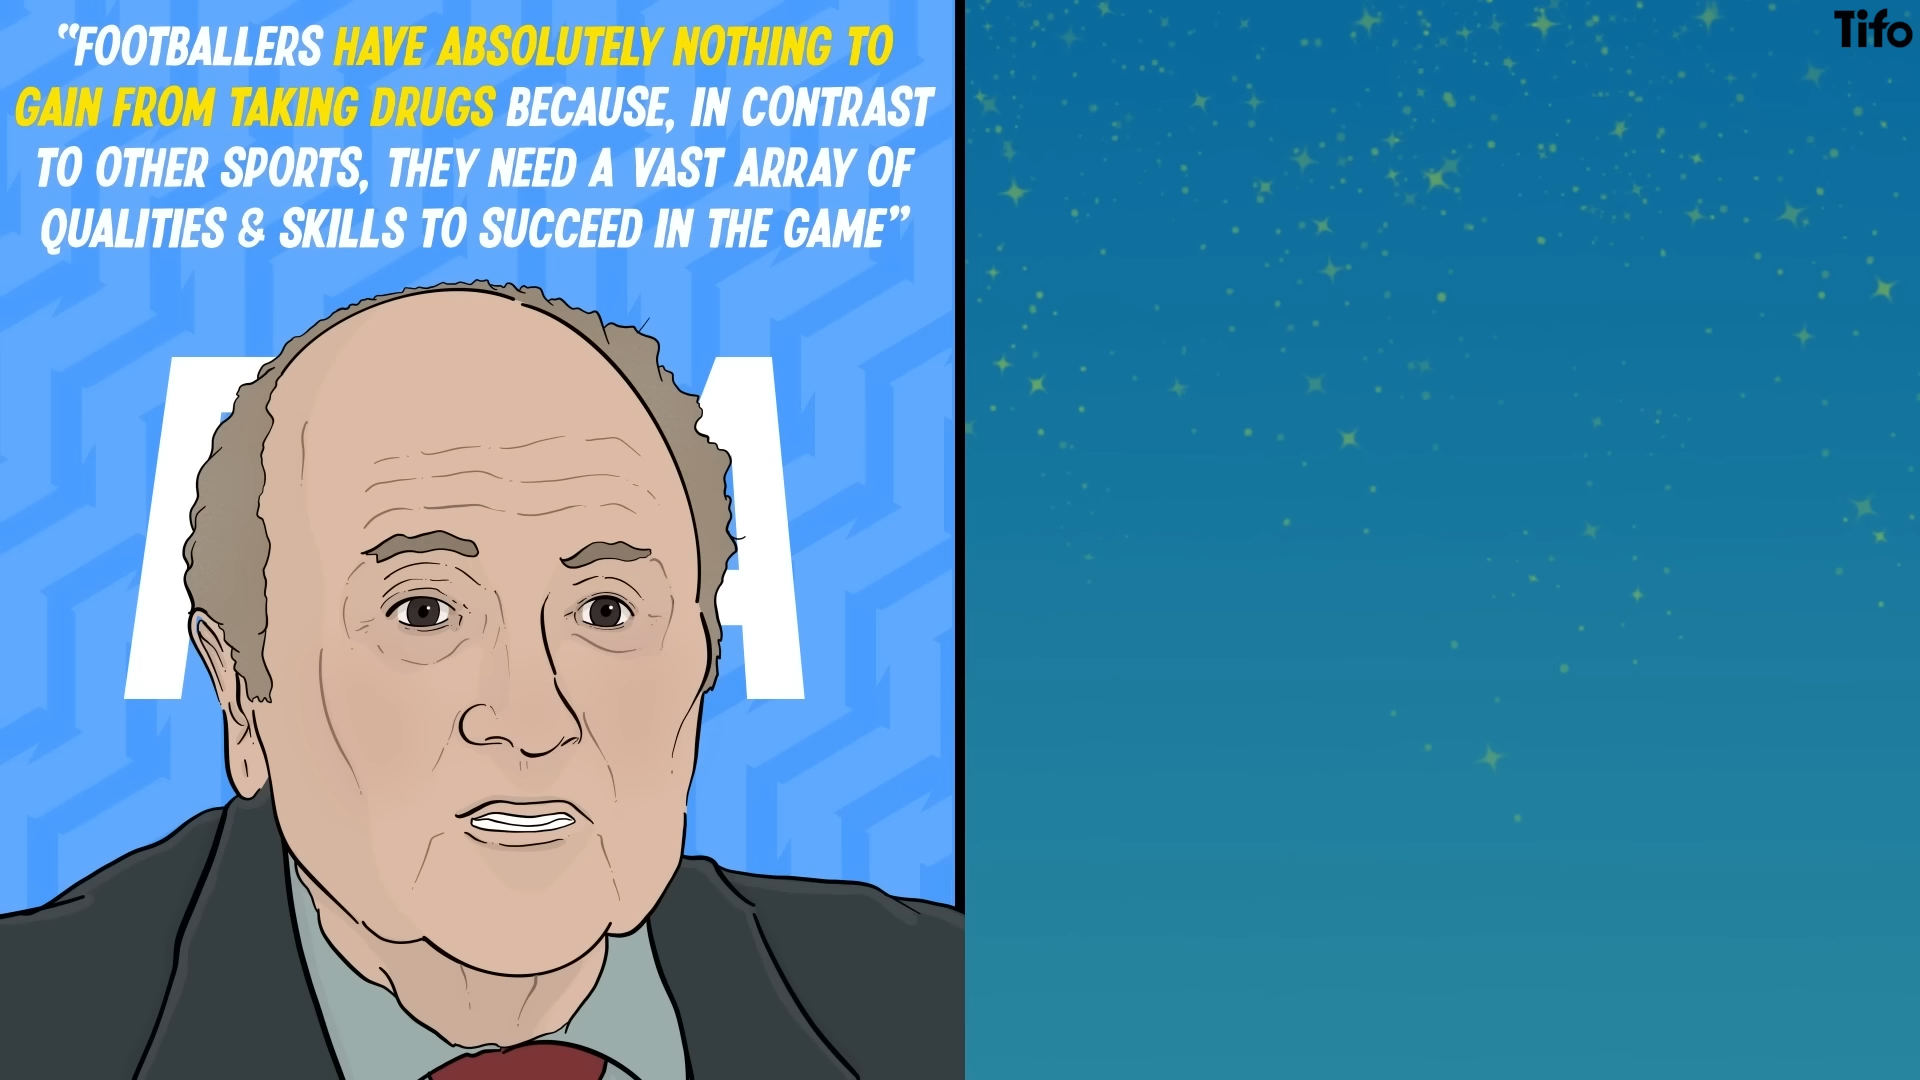 “FOOTBALLERS HAVE ABSOLUTELY NOTHING TO
GAIN FROM TAKING DRUGS BECAUSE, IN CONTRAST
TO OTHER SPORTS, THEY NEED A VAST ARRAY OF
QUALITIES & SKILLS TO SUCCEED IN THE GAME”
Tifo